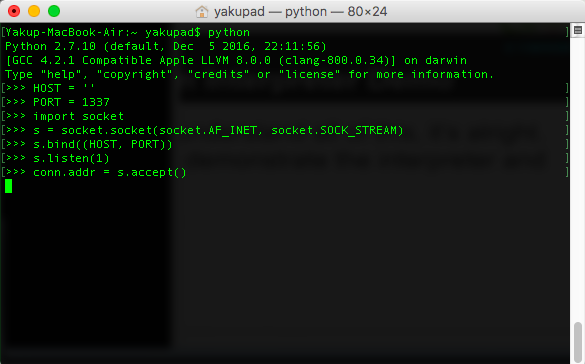 yakupad — python — 80×24
[Yakup-MacBook-Air:~ yakupad$ python
Python 2.7.10 (default, Dec  5 2016, 22:11:56)
[GCC 4.2.1 Compatible Apple LLVM 8.0.0 (clang-800.0.34)] on darwin
Type "help", "copyright", "credits" or "license" for more information.
[>>> HOST = ''
[>>> PORT = 1337
[>>> import socket
[>>> s = socket.socket(socket.AF_INET, socket.SOCK_STREAM)
[>>> s.bind((HOST, PORT))
[>>> s.listen(1)
[>>> conn.addr = s.accept()